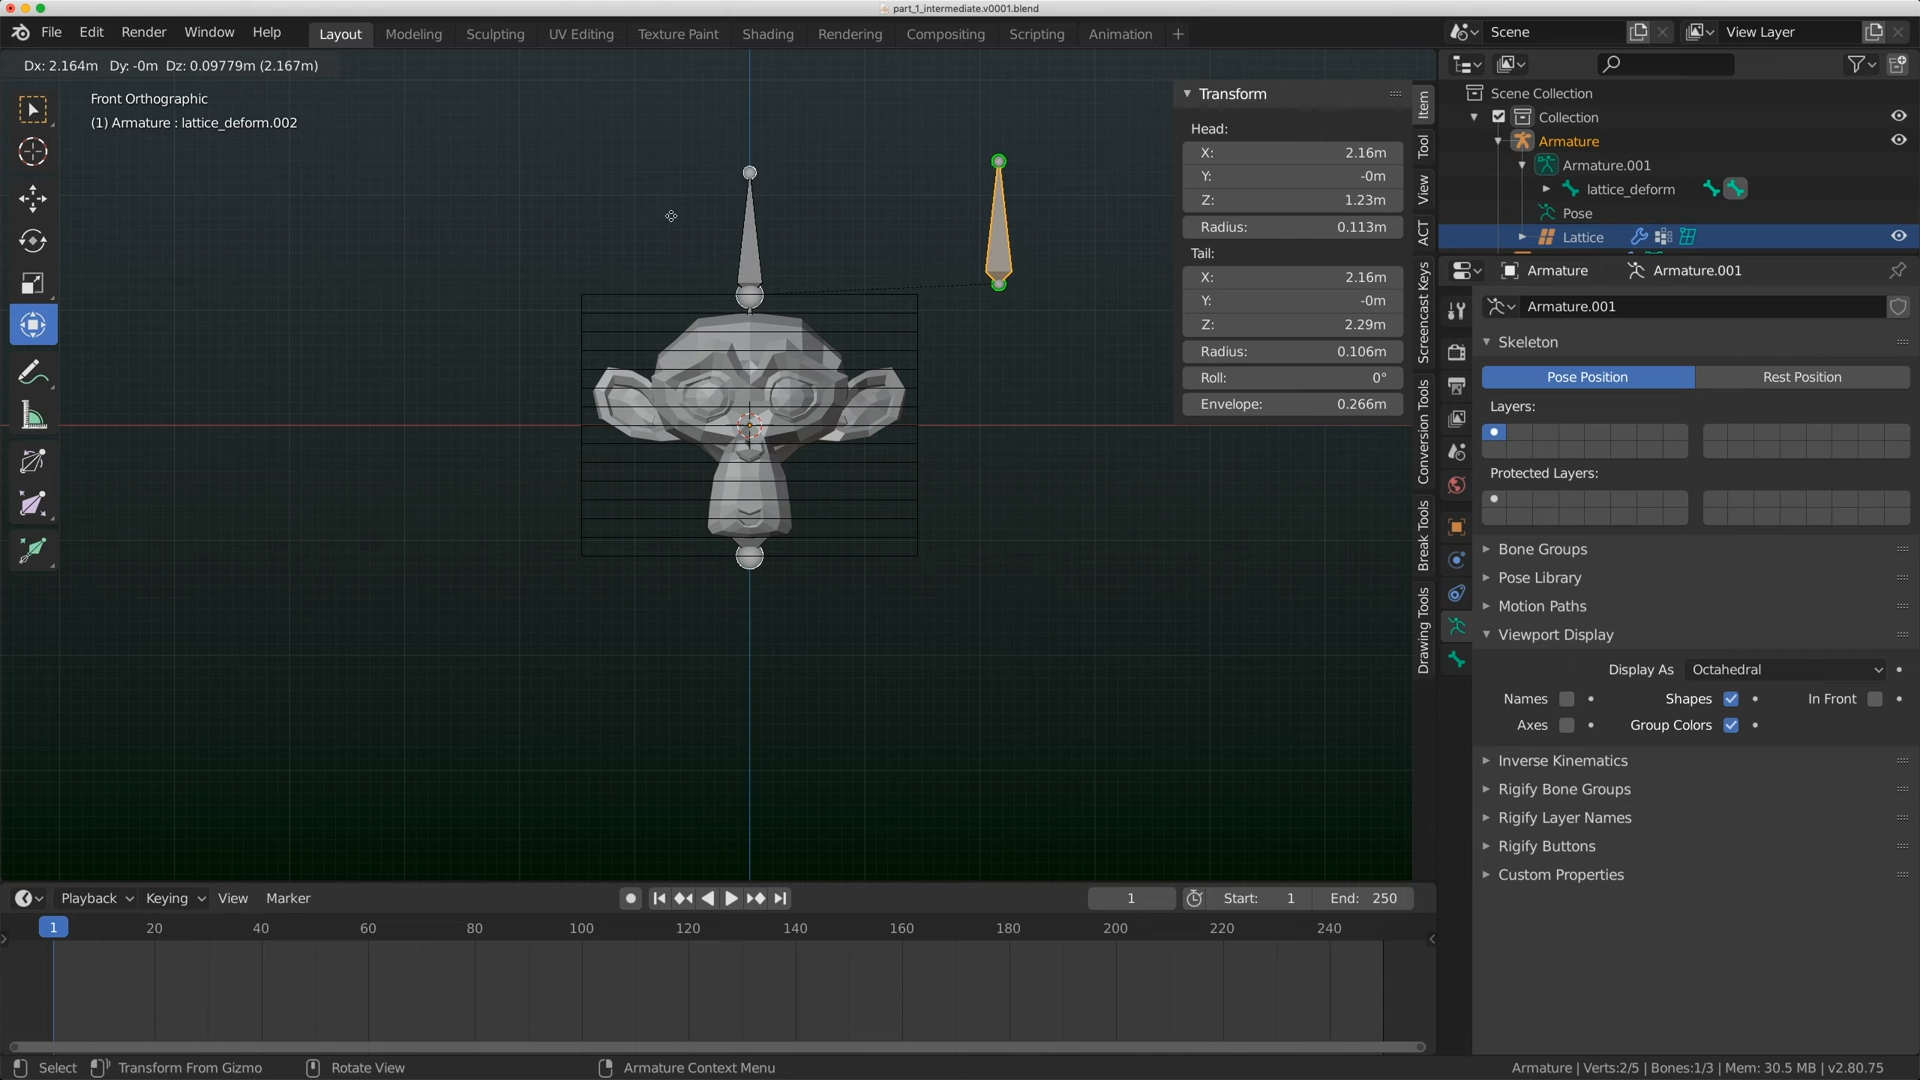 part_1_intermediate.v0001.blend
File Edit Render Window Help
Layout Modeling Sculpting UV Editing Texture Paint Shading Rendering Compositing Scripting Animation +
Scene
View Layer
Dx: 2.164m Dy: -0m Dz: 0.09779m (2.167m)
Front Orthographic
(1) Armature : lattice_deform.002
Transform
Head:
X: 2.16m
Y: -0m
Z: 1.23m
Radius: 0.113m
Tail:
X: 2.16m
Y: -0m
Z: 2.29m
Radius: 0.106m
Roll: 0°
Envelope: 0.266m
Item
Tool
View
ACT
Screencast Keys
Conversion Tools
Break Tools
Drawing Tools
Scene Collection
Collection
Armature
Armature.001
lattice_deform
Pose
Lattice
Armature Armature.001
Armature.001
Skeleton
Pose Position Rest Position
Layers:
Protected Layers:
Bone Groups
Pose Library
Motion Paths
Viewport Display
Display As Octahedral
Names Shapes In Front
Axes Group Colors
Inverse Kinematics
Rigify Bone Groups
Rigify Layer Names
Rigify Buttons
Custom Properties
Playback Keying View Marker
1 Start: 1 End: 250
1 20 40 60 80 100 120 140 160 180 200 220 240
Select Transform From Gizmo Rotate View Armature Context Menu
Armature | Verts:2/5 | Bones:1/3 | Mem: 30.5 MB | v2.80.75